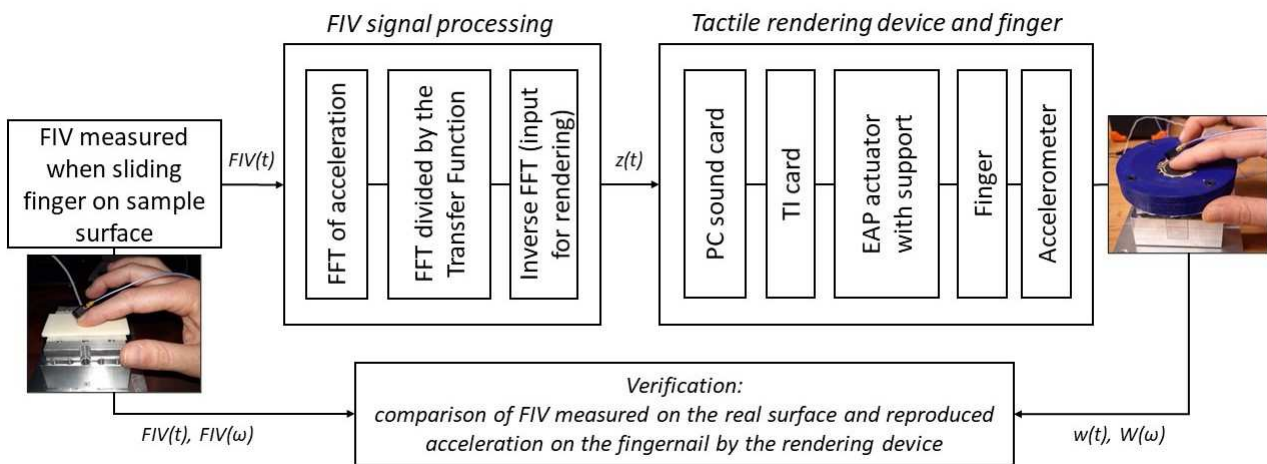 FIV signal processing
Tactile rendering device and finger
FIV measured
when sliding
finger on sample
surface
FIV(t)
FFT of acceleration
FFT divided by the
Transfer Function
Inverse FFT (input
for rendering)
z(t)
PC sound card
TI card
EAP actuator
with support
Finger
Accelerometer
Verification:
comparison of FIV measured on the real surface and reproduced
acceleration on the fingernail by the rendering device
FIV(t), FIV(ω)
w(t), W(ω)